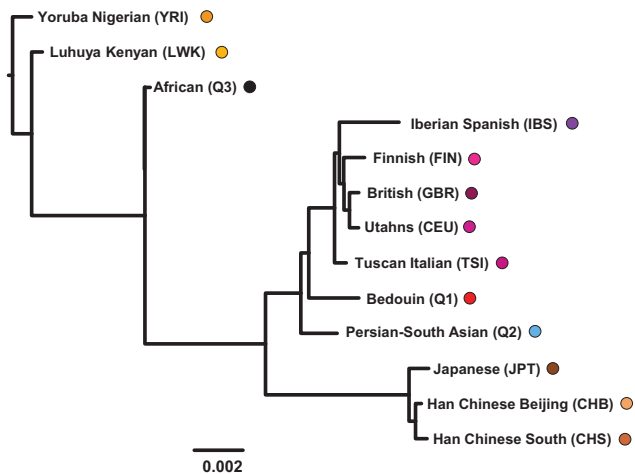 Yoruba Nigerian (YRI)
Luhuya Kenyan (LWK)
African (Q3)
Iberian Spanish (IBS)
Finnish (FIN)
British (GBR)
Utahns (CEU)
Tuscan Italian (TSI)
Bedouin (Q1)
Persian-South Asian (Q2)
Japanese (JPT)
Han Chinese Beijing (CHB)
Han Chinese South (CHS)
0.002